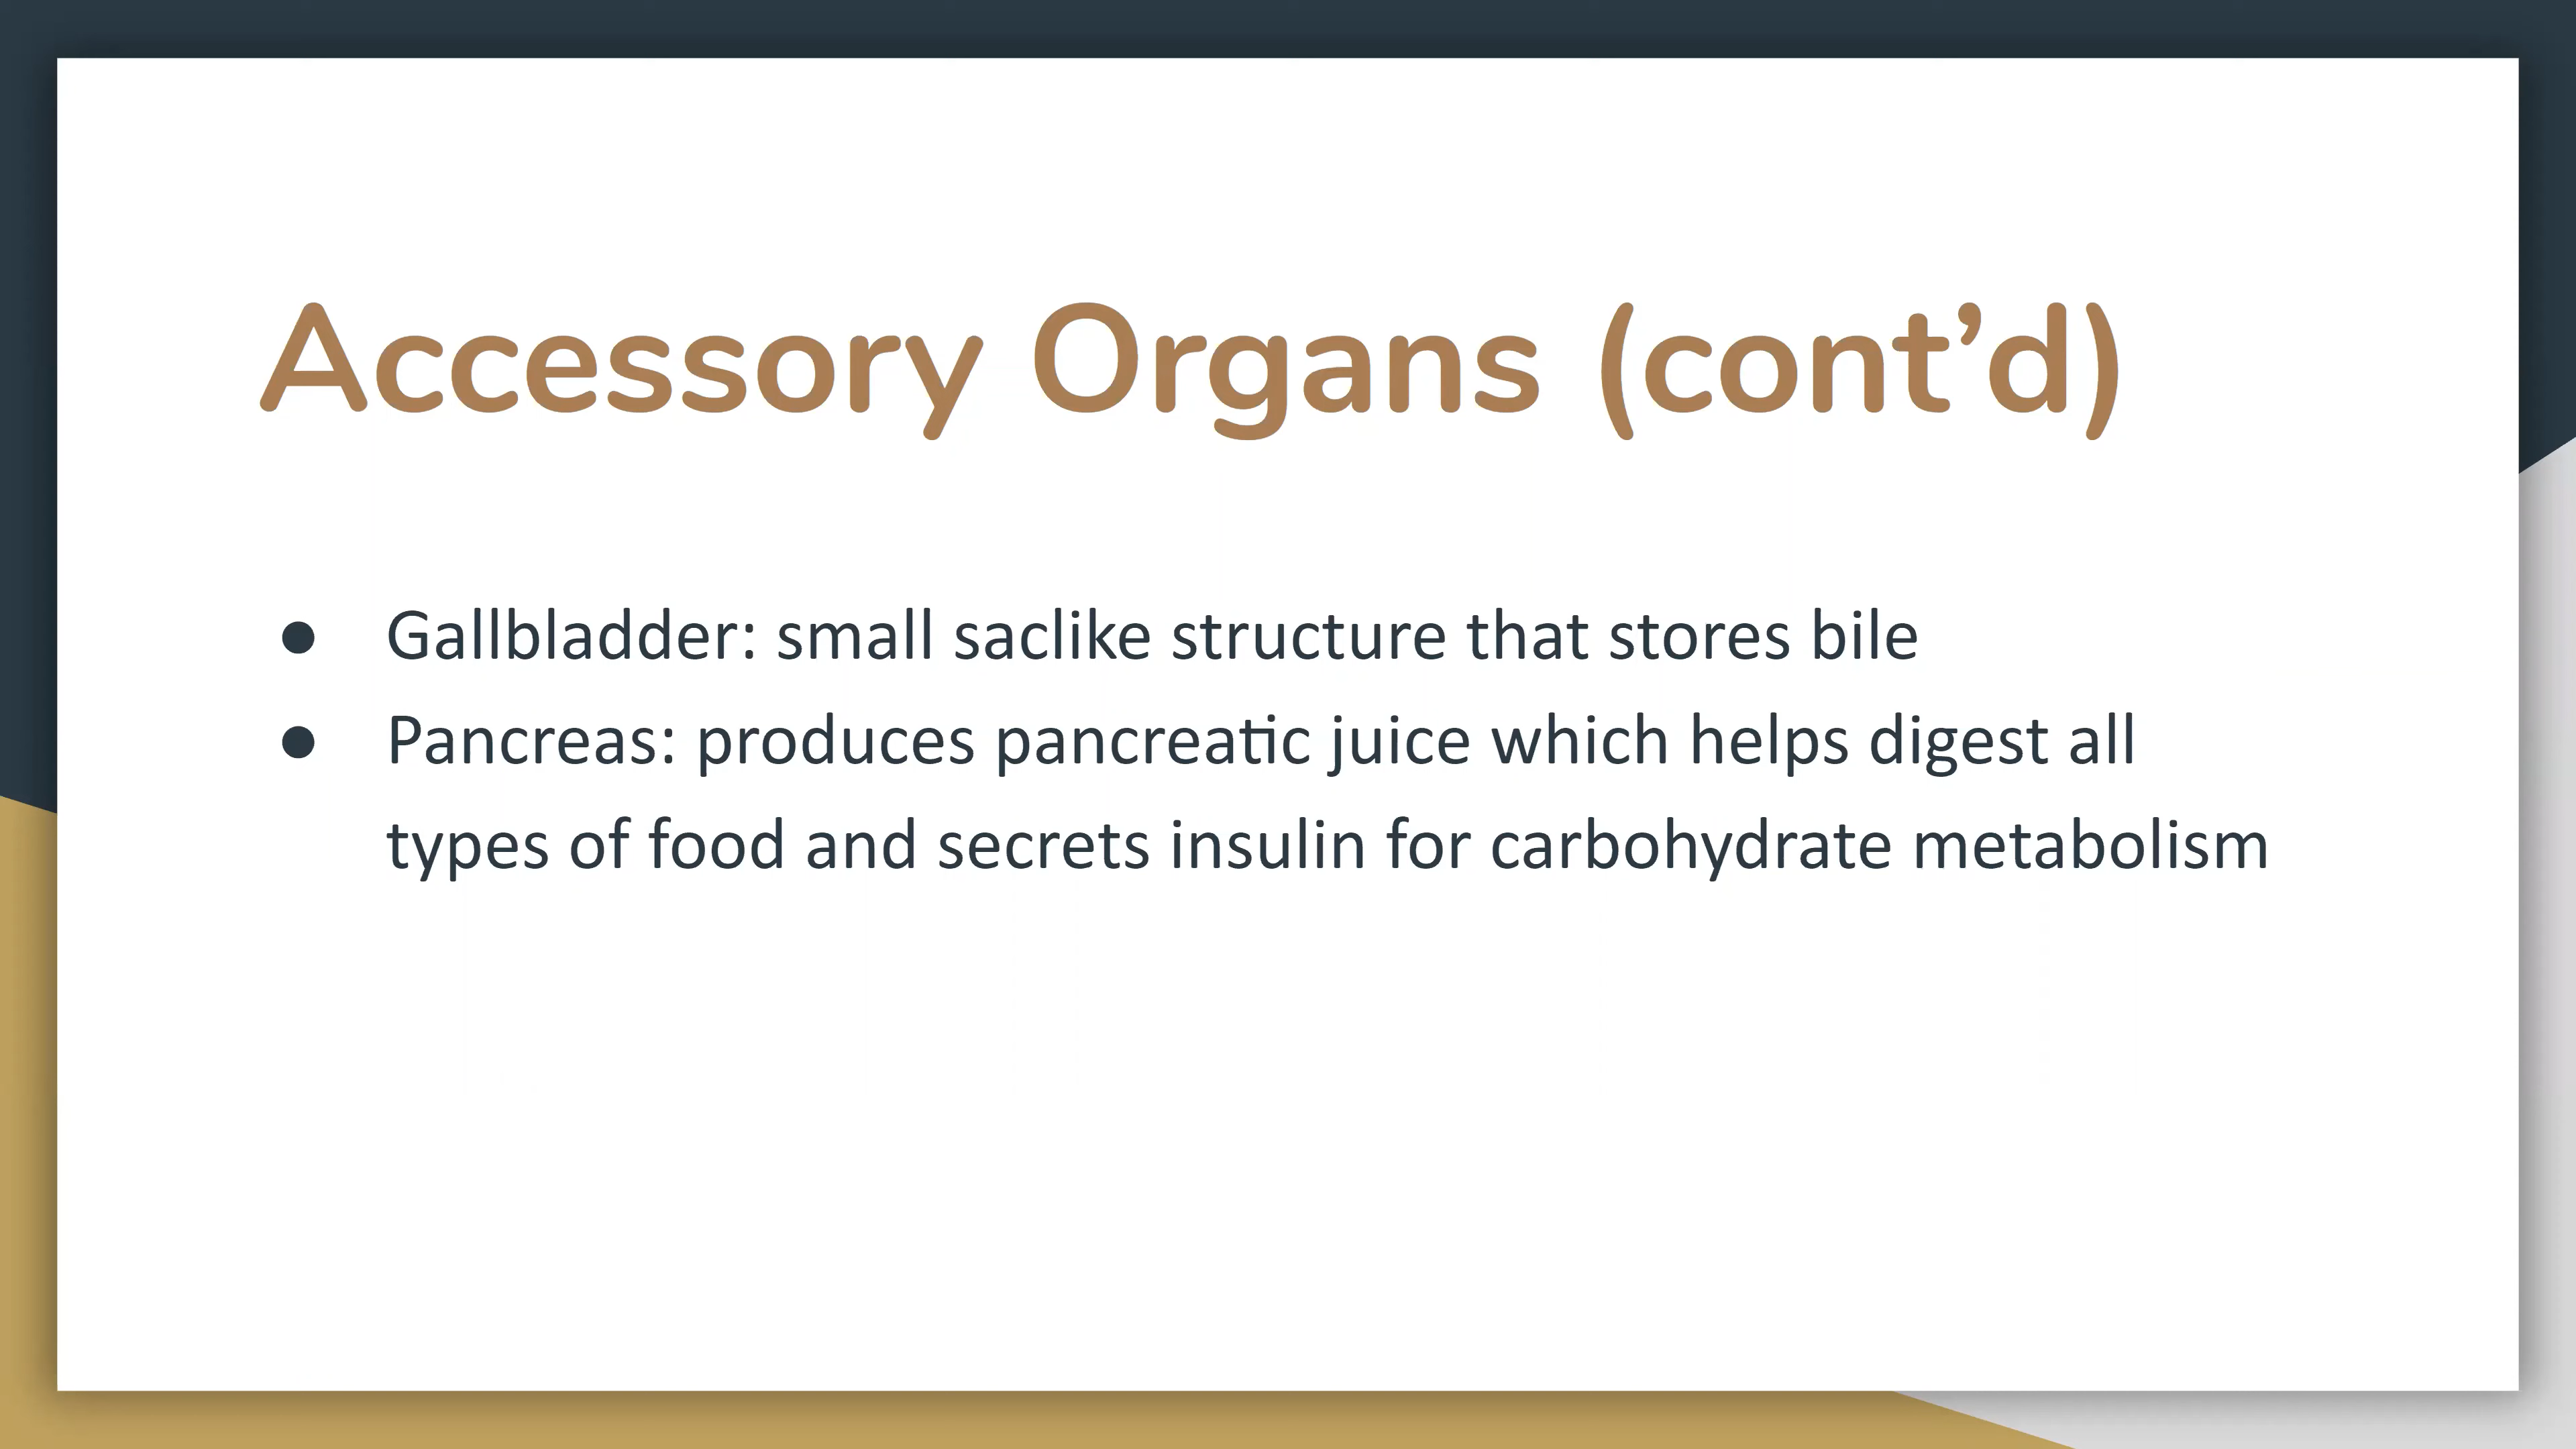 Accessory Organs (cont’d)
● Gallbladder: small saclike structure that stores bile
● Pancreas: produces pancreatic juice which helps digest all
types of food and secrets insulin for carbohydrate metabolism